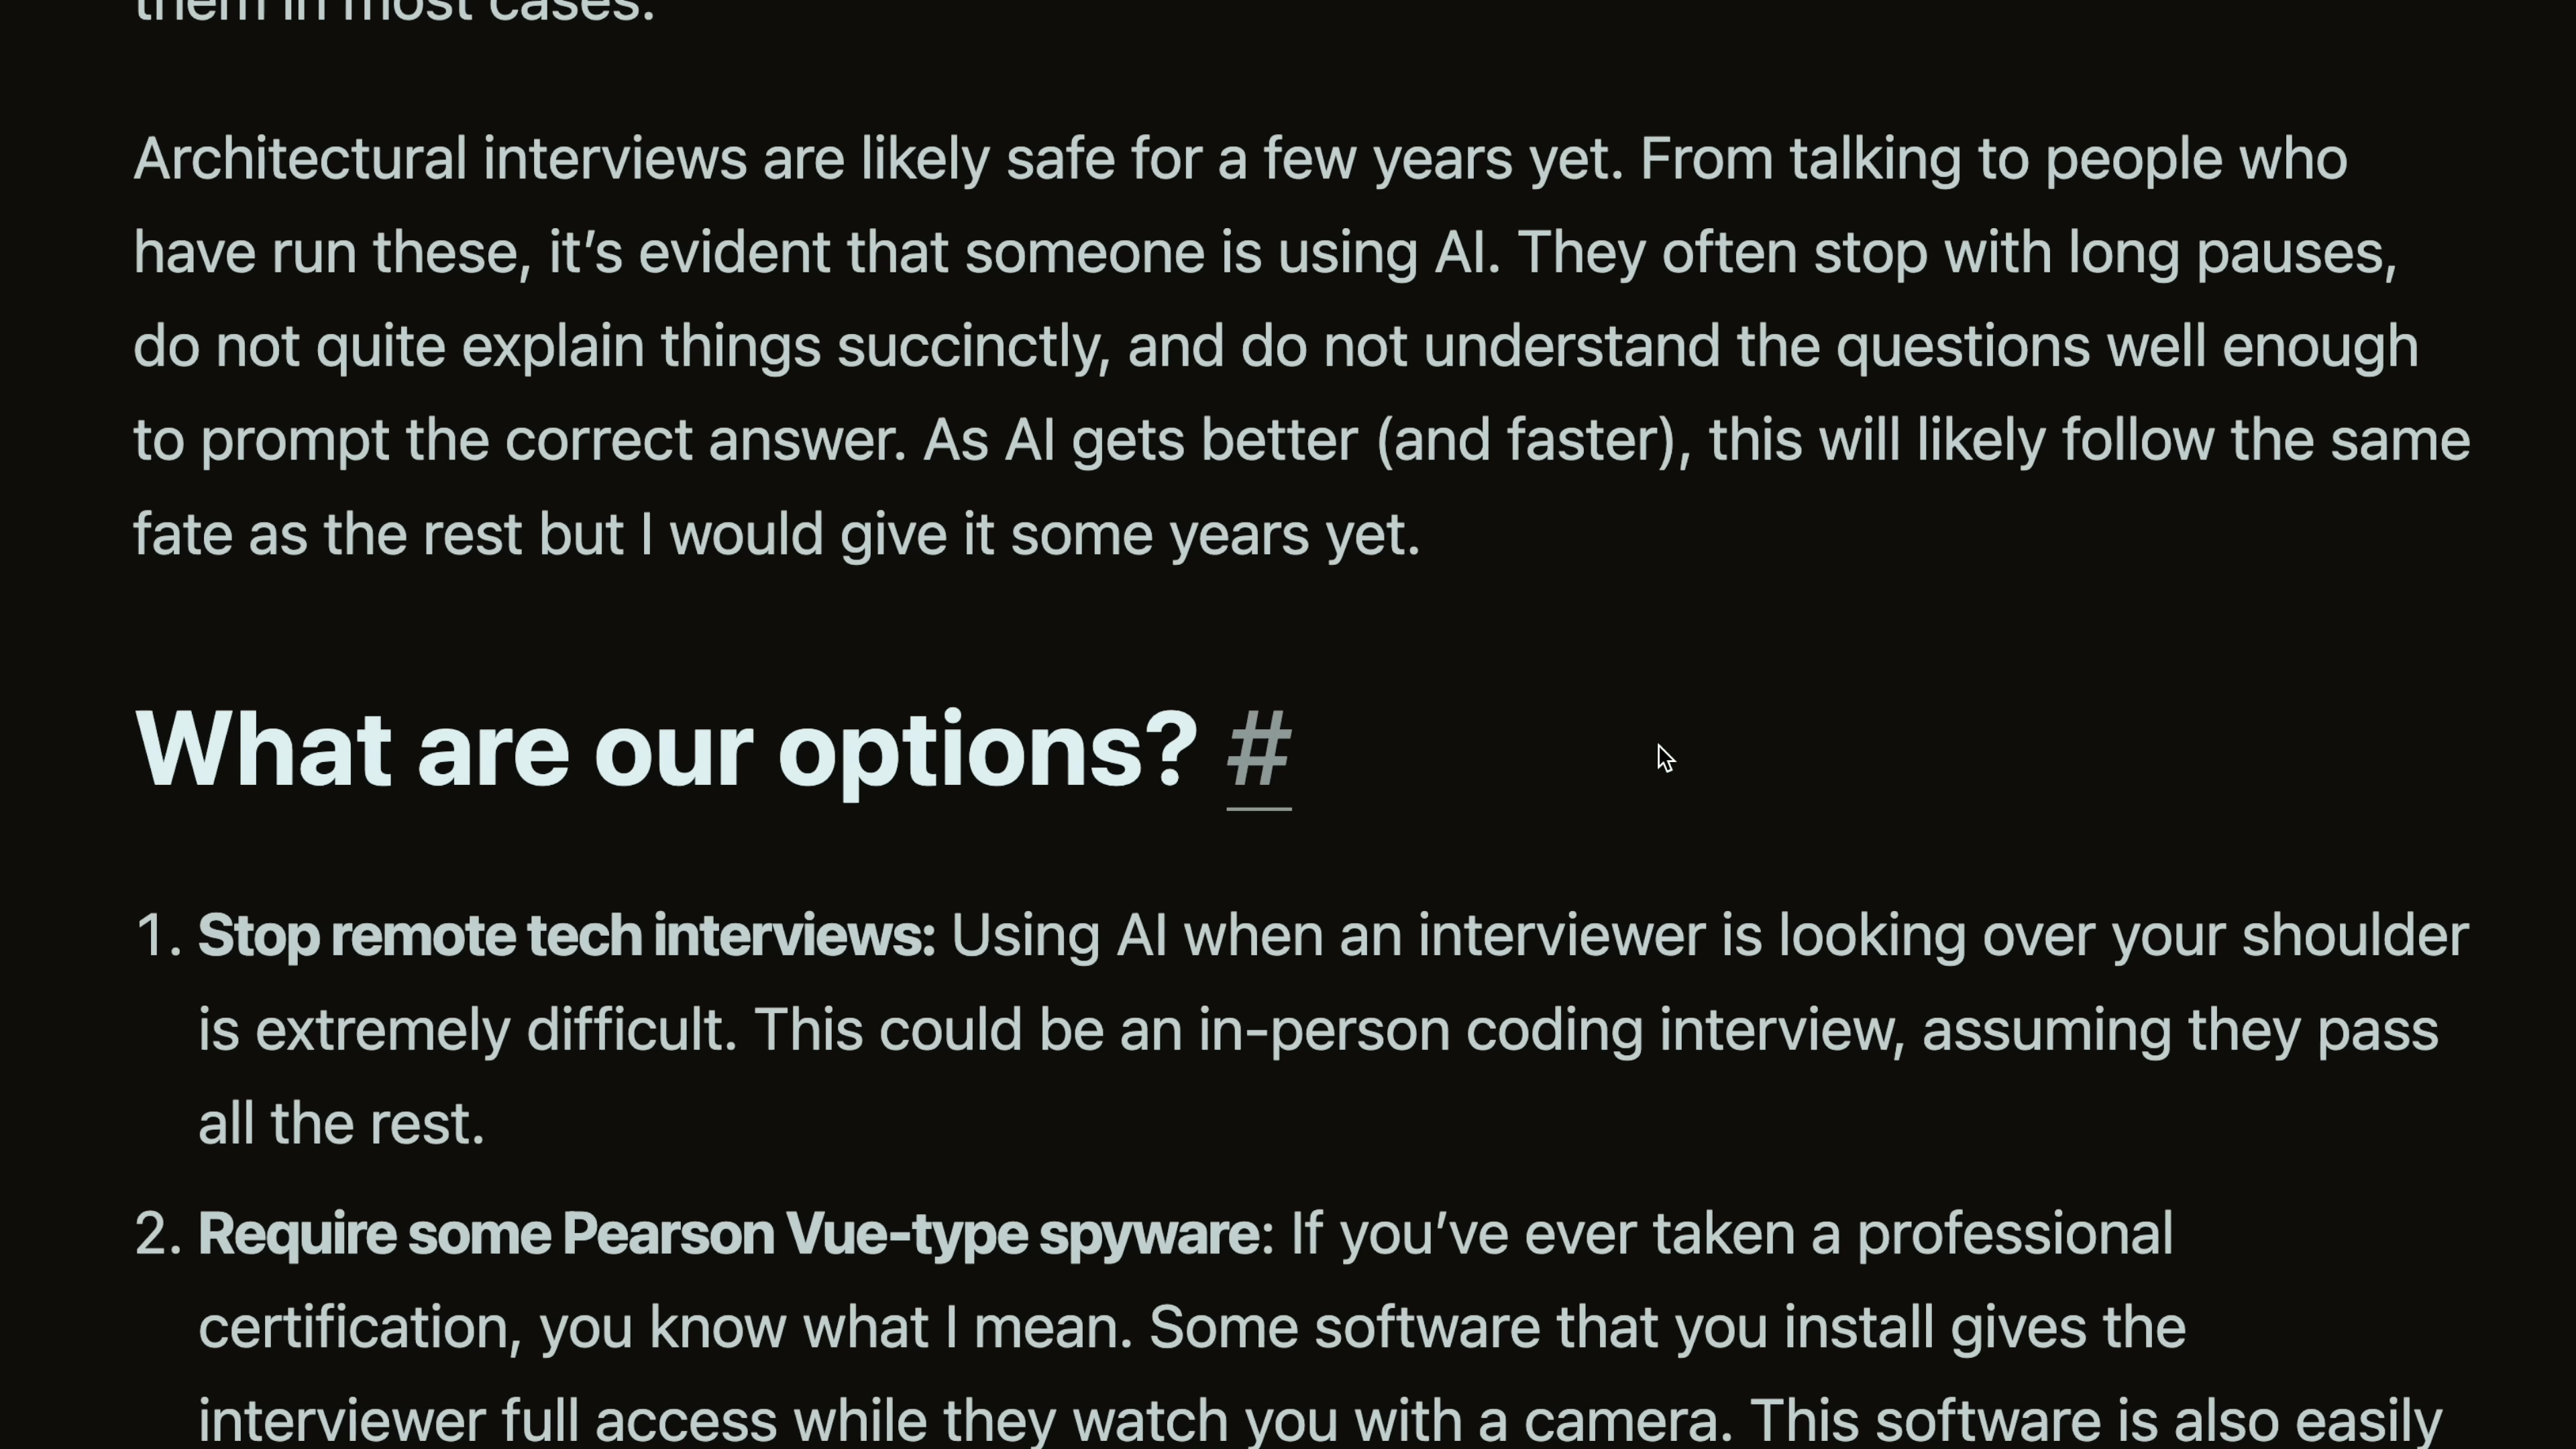 them in most cases.
Architectural interviews are likely safe for a few years yet. From talking to people who
have run these, it’s evident that someone is using AI. They often stop with long pauses,
do not quite explain things succinctly, and do not understand the questions well enough
to prompt the correct answer. As AI gets better (and faster), this will likely follow the same
fate as the rest but I would give it some years yet.
What are our options? #
1. Stop remote tech interviews: Using AI when an interviewer is looking over your shoulder
is extremely difficult. This could be an in-person coding interview, assuming they pass
all the rest.
2. Require some Pearson Vue-type spyware: If you’ve ever taken a professional
certification, you know what I mean. Some software that you install gives the
interviewer full access while they watch you with a camera. This software is also easily